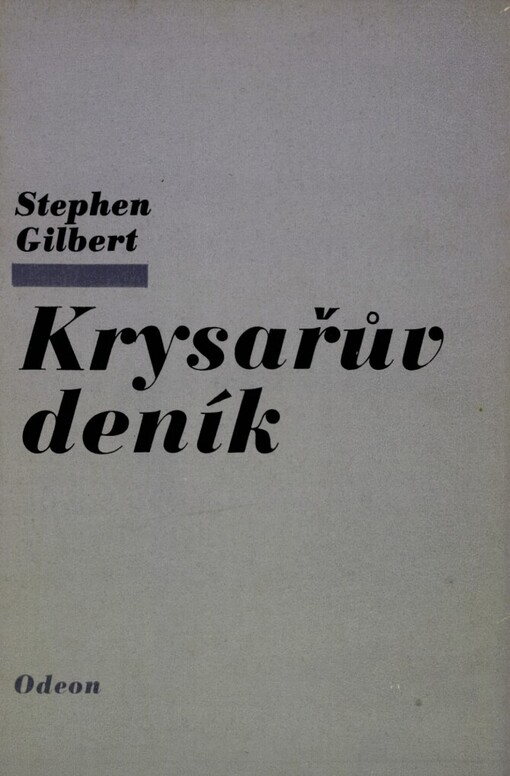 Stephen
Gilbert
Krysařův
deník
Odeon